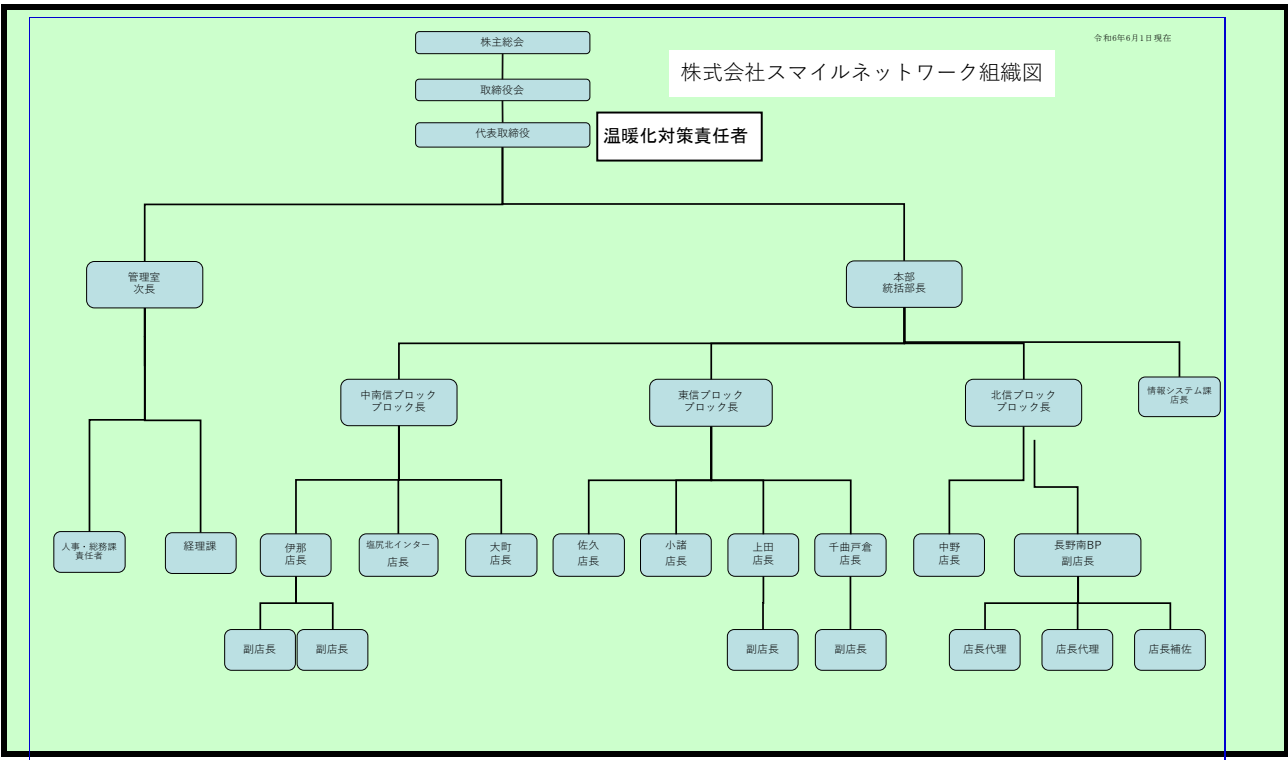 株主総会
令和6年6月1日現在
株式会社スマイルネットワーク組織図
取締役会
代表取締役
温暖化対策責任者
管理室
次長
本部
統括部長
中南信ブロック
ブロック長
東信ブロック
ブロック長
北信ブロック
ブロック長
情報システム課
店長
人事・総務課
責任者
経理課
伊那
店長
塩尻北インター
店長
大町
店長
佐久
店長
小諸
店長
上田
店長
千曲戸倉
店長
中野
店長
長野南BP
副店長
副店長
副店長
副店長
副店長
店長代理
店長代理
店長補佐